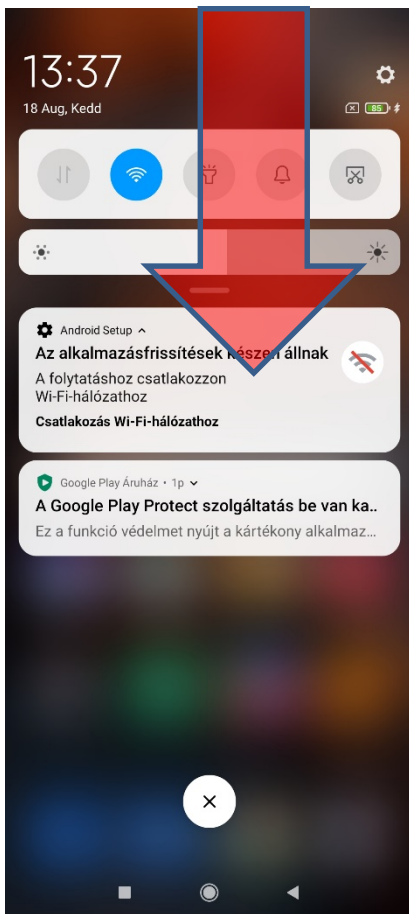 13:37
18 Aug, Kedd
85
Android Setup
Az alkalmazásfrissítések készen állnak
A folytatáshoz csatlakozzon
Wi-Fi-hálózathoz
Csatlakozás Wi-Fi-hálózathoz
Google Play Áruház • 1p
A Google Play Protect szolgáltatás be van ka..
Ez a funkció védelmet nyújt a kártékony alkalmaz...